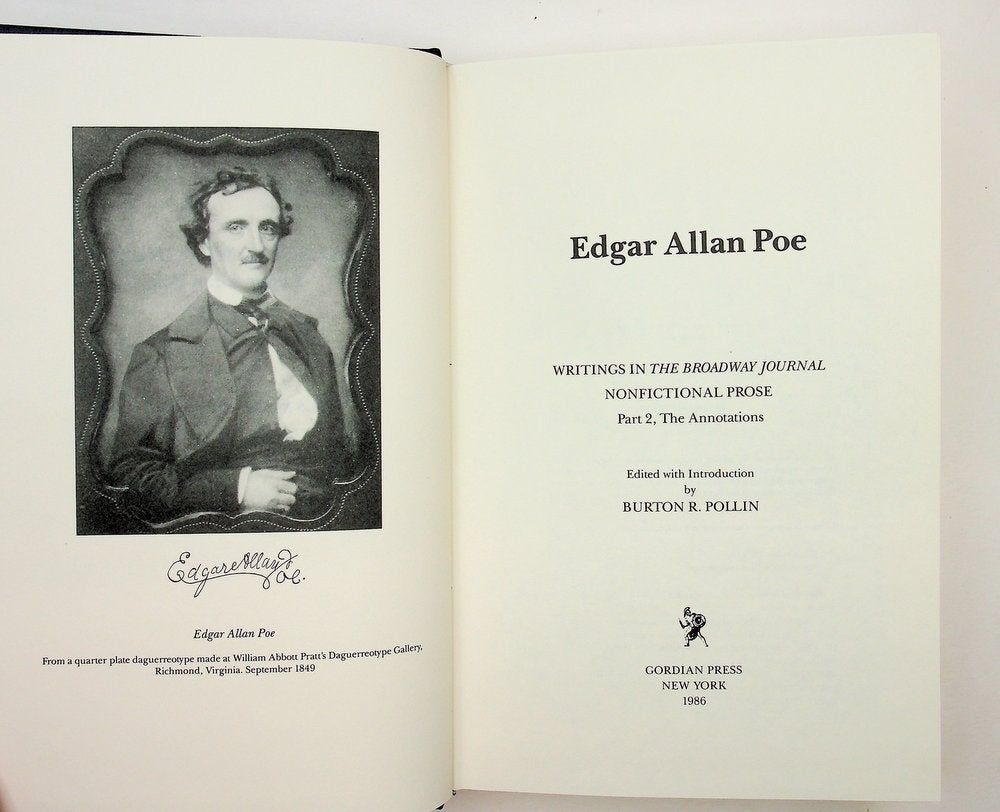 Edgar Allan Poe
Edgar Allan Poe
From a quarter plate daguerreotype made at William Abbott Pratt's Daguerreotype Gallery,
Richmond, Virginia. September 1849
Edgar Allan Poe
WRITINGS IN THE BROADWAY JOURNAL
NONFICTIONAL PROSE
Part 2, The Annotations
Edited with Introduction
by
BURTON R. POLLIN
GORDIAN PRESS
NEW YORK
1986